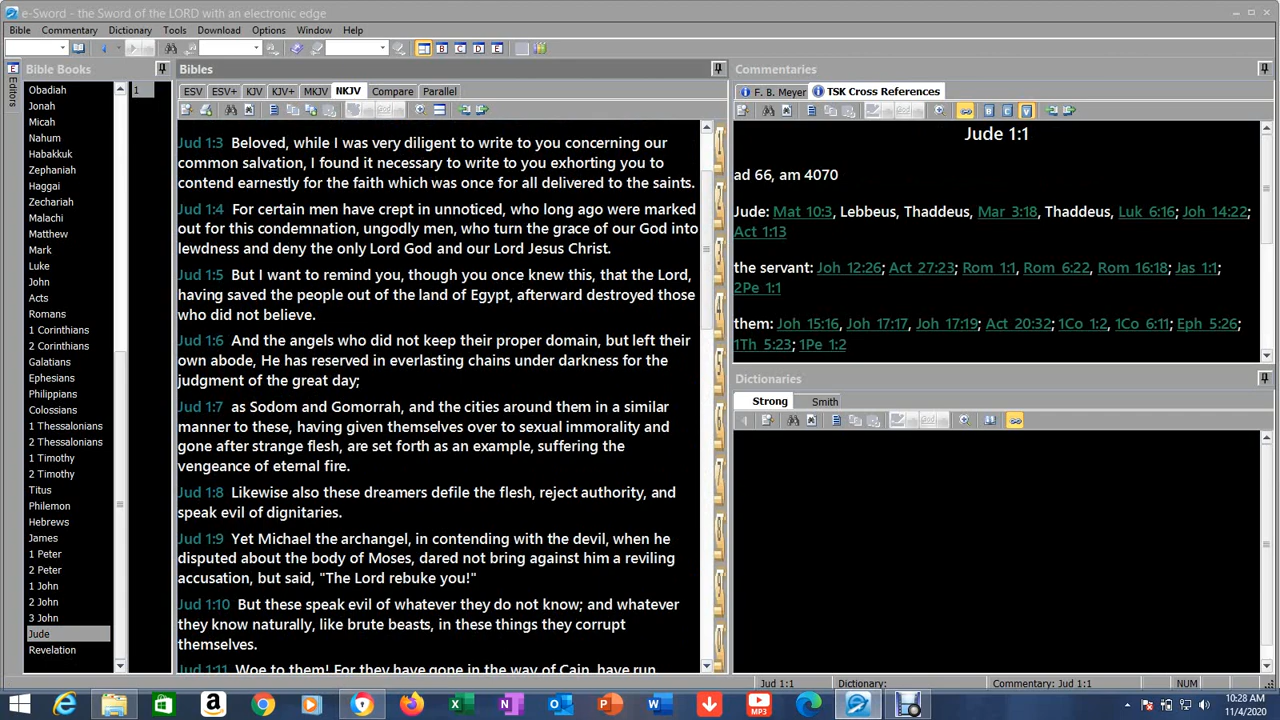 e-Sword - the Sword of the LORD with an electronic edge
Bible Commentary Dictionary Tools Download Options Window Help
B C D E
Editors
Bible Books
Obadiah
Jonah
Micah
Nahum
Habakkuk
Zephaniah
Haggai
Zechariah
Malachi
Matthew
Mark
Luke
John
Acts
Romans
1 Corinthians
2 Corinthians
Galatians
Ephesians
Philippians
Colossians
1 Thessalonians
2 Thessalonians
1 Timothy
2 Timothy
Titus
Philemon
Hebrews
James
1 Peter
2 Peter
1 John
2 John
3 John
Jude
Revelation
1
Bibles
ESV ESV+ KJV KJV+ MKJV NKJV Compare Parallel
Jud 1:3 Beloved, while I was very diligent to write to you concerning our
common salvation, I found it necessary to write to you exhorting you to
contend earnestly for the faith which was once for all delivered to the saints.
Jud 1:4 For certain men have crept in unnoticed, who long ago were marked
out for this condemnation, ungodly men, who turn the grace of our God into
lewdness and deny the only Lord God and our Lord Jesus Christ.
Jud 1:5 But I want to remind you, though you once knew this, that the Lord,
having saved the people out of the land of Egypt, afterward destroyed those
who did not believe.
Jud 1:6 And the angels who did not keep their proper domain, but left their
own abode, He has reserved in everlasting chains under darkness for the
judgment of the great day;
Jud 1:7 as Sodom and Gomorrah, and the cities around them in a similar
manner to these, having given themselves over to sexual immorality and
gone after strange flesh, are set forth as an example, suffering the
vengeance of eternal fire.
Jud 1:8 Likewise also these dreamers defile the flesh, reject authority, and
speak evil of dignitaries.
Jud 1:9 Yet Michael the archangel, in contending with the devil, when he
disputed about the body of Moses, dared not bring against him a reviling
accusation, but said, "The Lord rebuke you!"
Jud 1:10 But these speak evil of whatever they do not know; and whatever
they know naturally, like brute beasts, in these things they corrupt
themselves.
Jud 1:11 Woe to them! For they have gone in the way of Cain, have run
Commentaries
F. B. Meyer TSK Cross References
B C V
Jude 1:1
ad 66, am 4070
Jude: Mat 10:3, Lebbeus, Thaddeus, Mar 3:18, Thaddeus, Luk 6:16; Joh 14:22;
Act 1:13
the servant: Joh 12:26; Act 27:23; Rom 1:1, Rom 6:22, Rom 16:18; Jas 1:1;
2Pe 1:1
them: Joh 15:16, Joh 17:17, Joh 17:19; Act 20:32; 1Co 1:2, 1Co 6:11; Eph 5:26;
1Th 5:23; 1Pe 1:2
Dictionaries
Strong Smith
Jud 1:1 Dictionary: Commentary: Jud 1:1 NUM
MP3
10:28 AM
11/4/2020